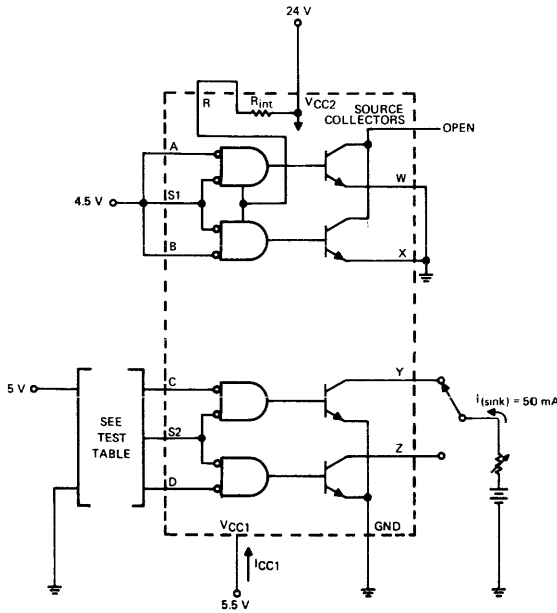 24 V
R
Rint
VCC2
SOURCE
COLLECTORS
OPEN
A
W
4.5 V
S1
B
X
5 V
SEE
TEST
TABLE
C
S2
D
Y
Z
i(sink) = 50 mA
VCC1
GND
ICC1
5.5 V